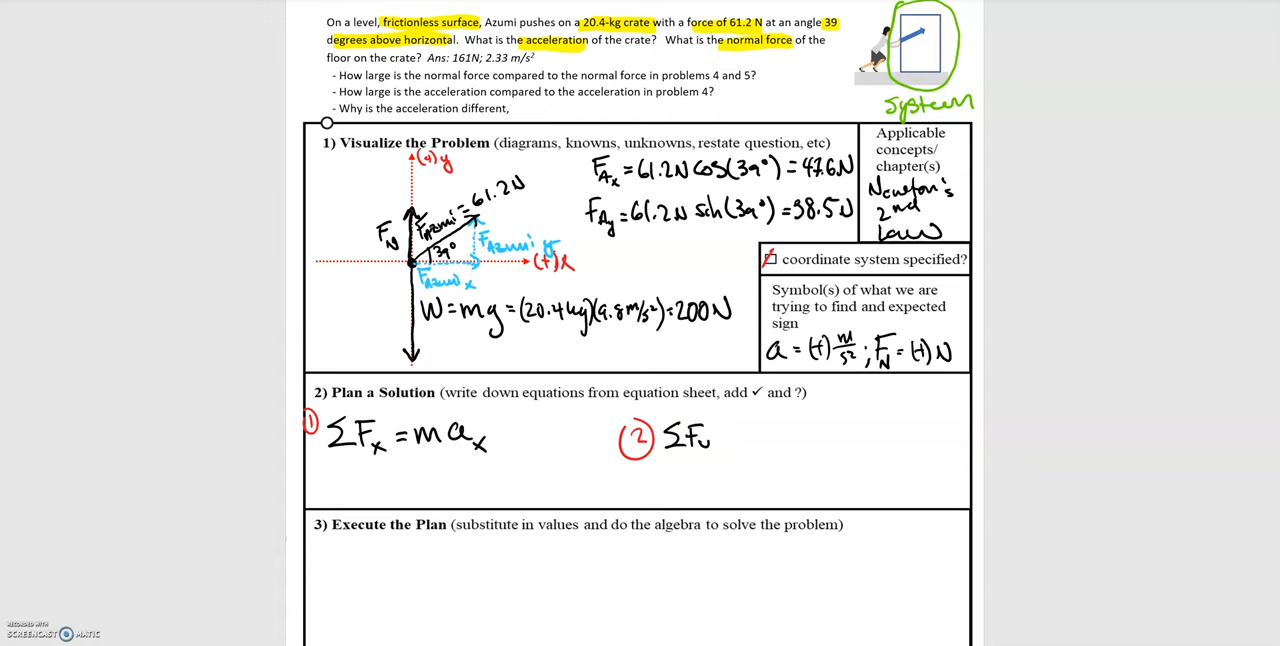 On a level, frictionless surface, Azumi pushes on a 20.4-kg crate with a force of 61.2 N at an angle 39
degrees above horizontal. What is the acceleration of the crate? What is the normal force of the
floor on the crate? Ans: 161N; 2.33 m/s²
- How large is the normal force compared to the normal force in problems 4 and 5?
- How large is the acceleration compared to the acceleration in problem 4?
- Why is the acceleration different,
System
1) Visualize the Problem (diagrams, knowns, unknowns, restate question, etc)
(+) y
F_N
F_Azumi = 61.2N
39°
F_Azumi y
F_Azumi x
(+) x
F_Ax = 61.2N cos(39°) = 47.6N
F_Ay = 61.2N sin(39°) = 38.5N
W = mg = (20.4 kg)(9.8 m/s²) = 200N
Applicable
concepts/
chapter(s)
Newton's
2nd
Law
coordinate system specified?
Symbol(s) of what we are
trying to find and expected
sign
a = (+) m/s² ; F_N = (+) N
2) Plan a Solution (write down equations from equation sheet, add ✓ and ?)
① ΣF_x = m a_x
② ΣF
3) Execute the Plan (substitute in values and do the algebra to solve the problem)
RECORDED WITH
SCREENCAST MATIC